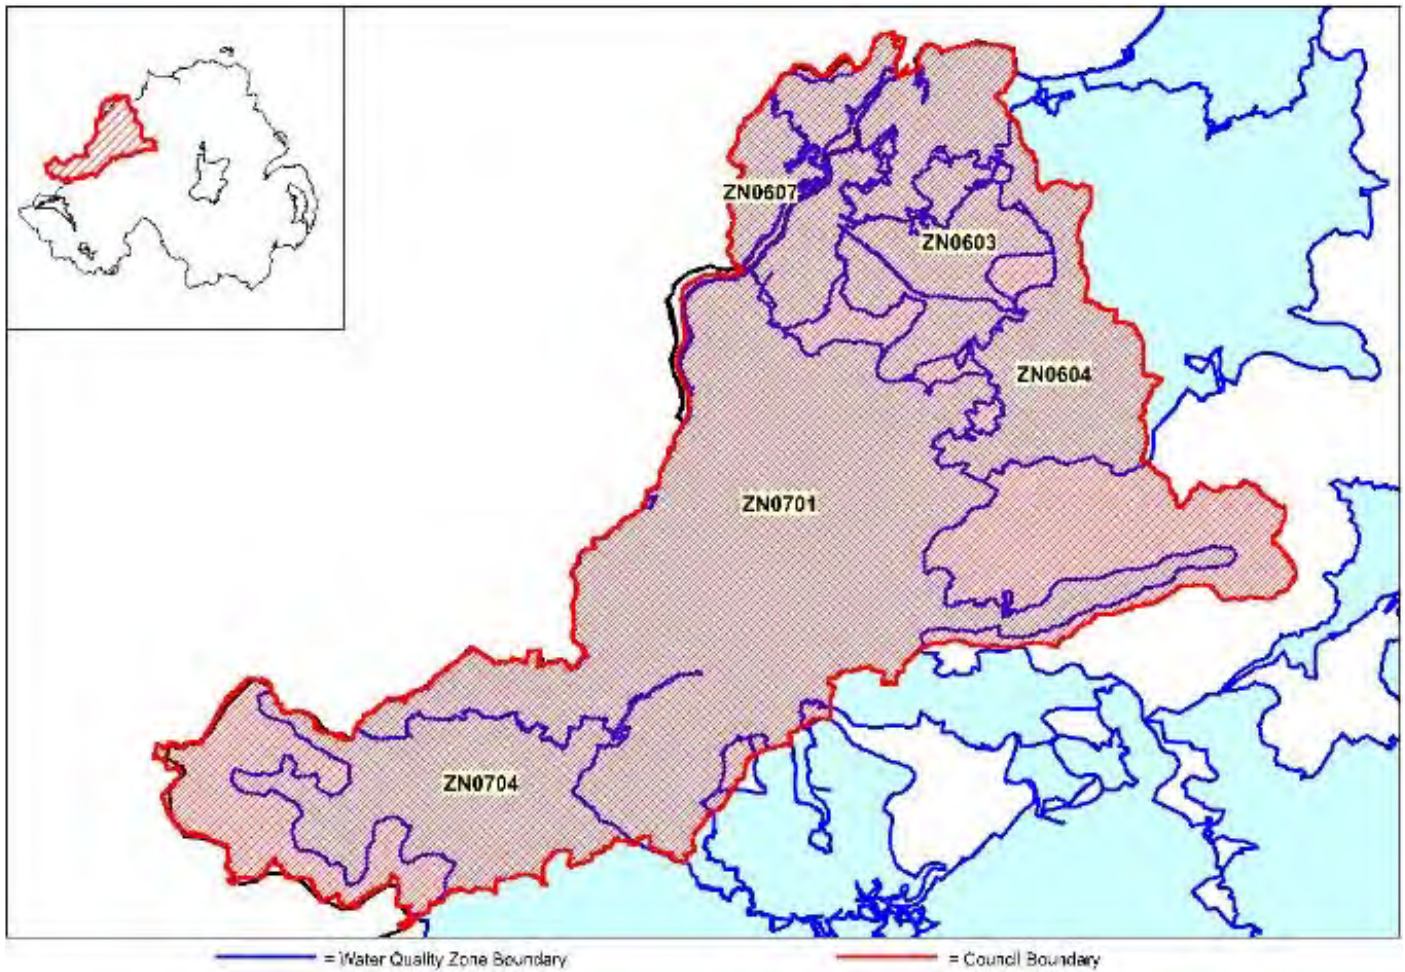 ZN0607
ZN0603
ZN0604
ZN0701
ZN0704
= Water Quality Zone Boundary
= Council Boundary